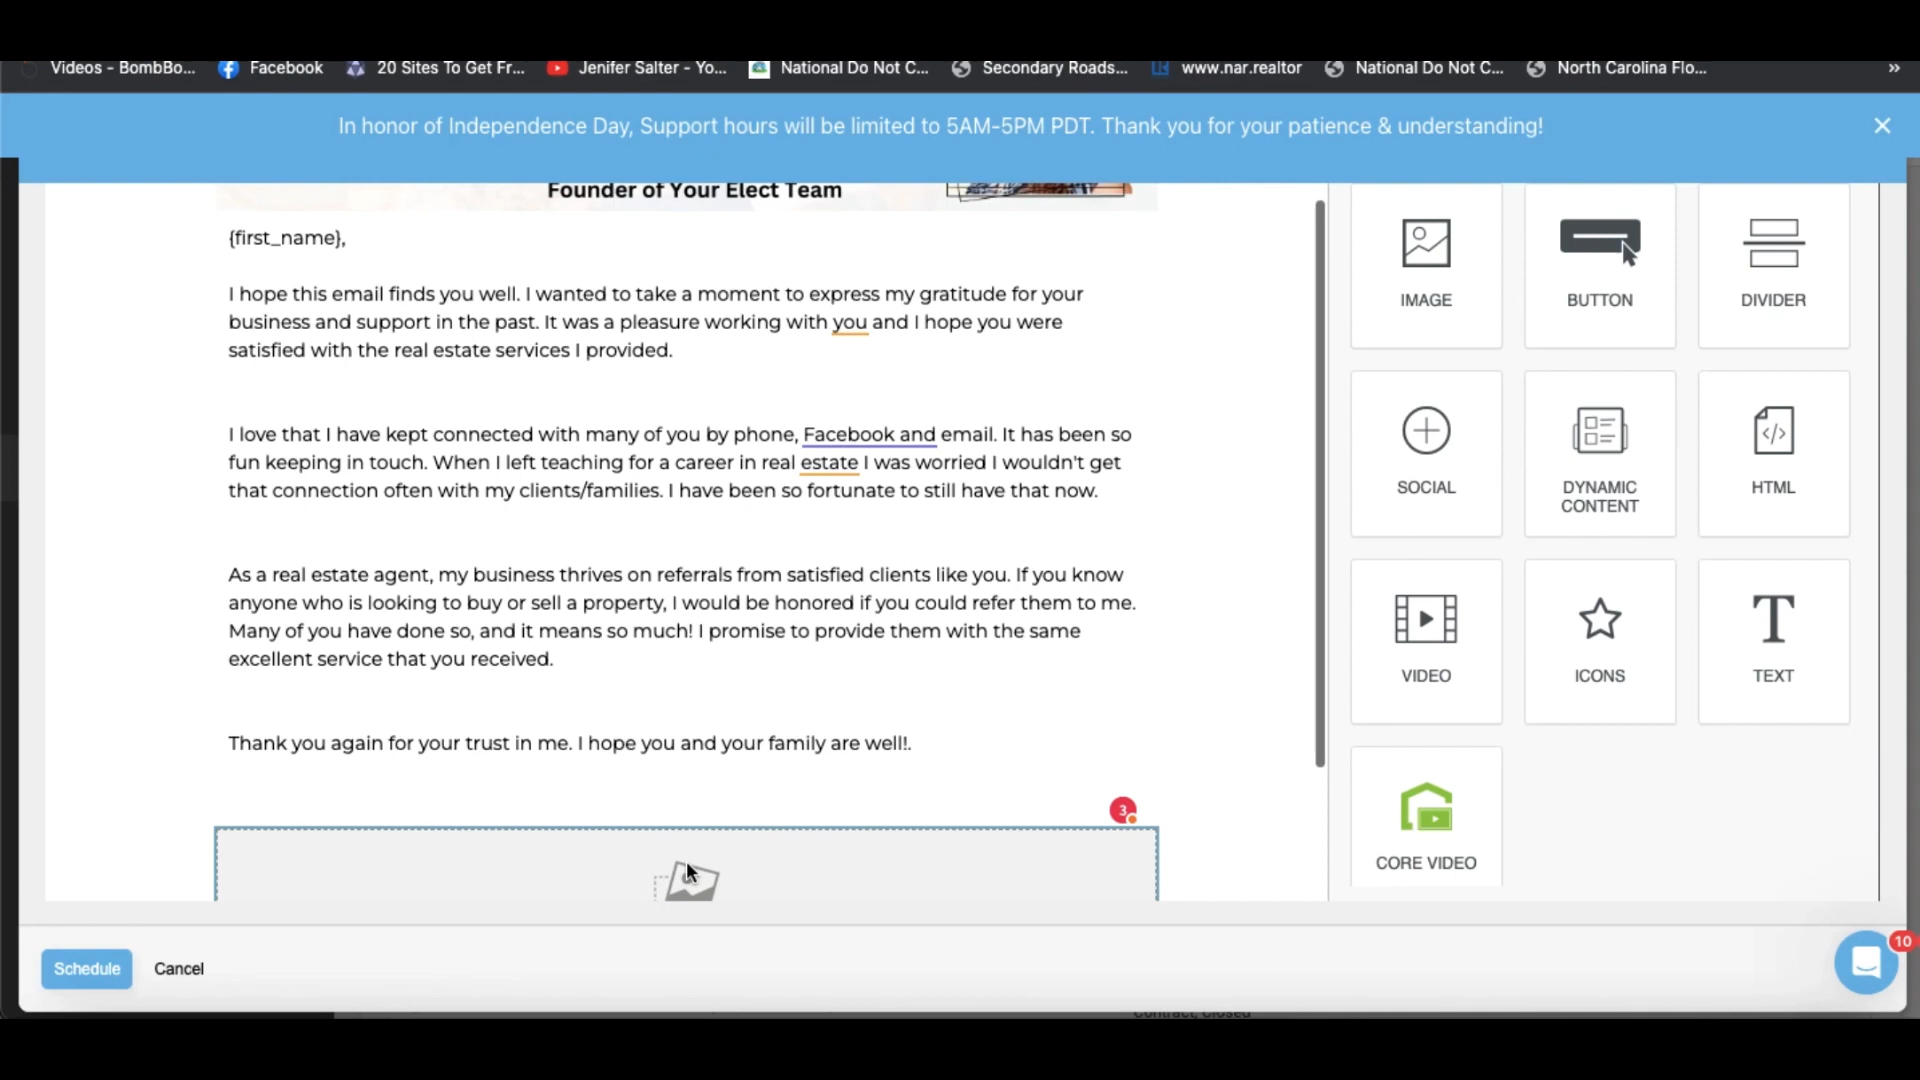 Videos - BombBo...
Facebook
20 Sites To Get Fr...
Jenifer Salter - Yo...
National Do Not C...
Secondary Roads...
www.nar.realtor
National Do Not C...
North Carolina Flo...
»
In honor of Independence Day, Support hours will be limited to 5AM-5PM PDT. Thank you for your patience & understanding!
Founder of Your Elect Team
{first_name},
I hope this email finds you well. I wanted to take a moment to express my gratitude for your
business and support in the past. It was a pleasure working with you and I hope you were
satisfied with the real estate services I provided.
I love that I have kept connected with many of you by phone, Facebook and email. It has been so
fun keeping in touch. When I left teaching for a career in real estate I was worried I wouldn't get
that connection often with my clients/families. I have been so fortunate to still have that now.
As a real estate agent, my business thrives on referrals from satisfied clients like you. If you know
anyone who is looking to buy or sell a property, I would be honored if you could refer them to me.
Many of you have done so, and it means so much! I promise to provide them with the same
excellent service that you received.
Thank you again for your trust in me. I hope you and your family are well!.
3
IMAGE
BUTTON
DIVIDER
SOCIAL
DYNAMIC
CONTENT
HTML
VIDEO
ICONS
TEXT
CORE VIDEO
Schedule
Cancel
10
Contract, Closed